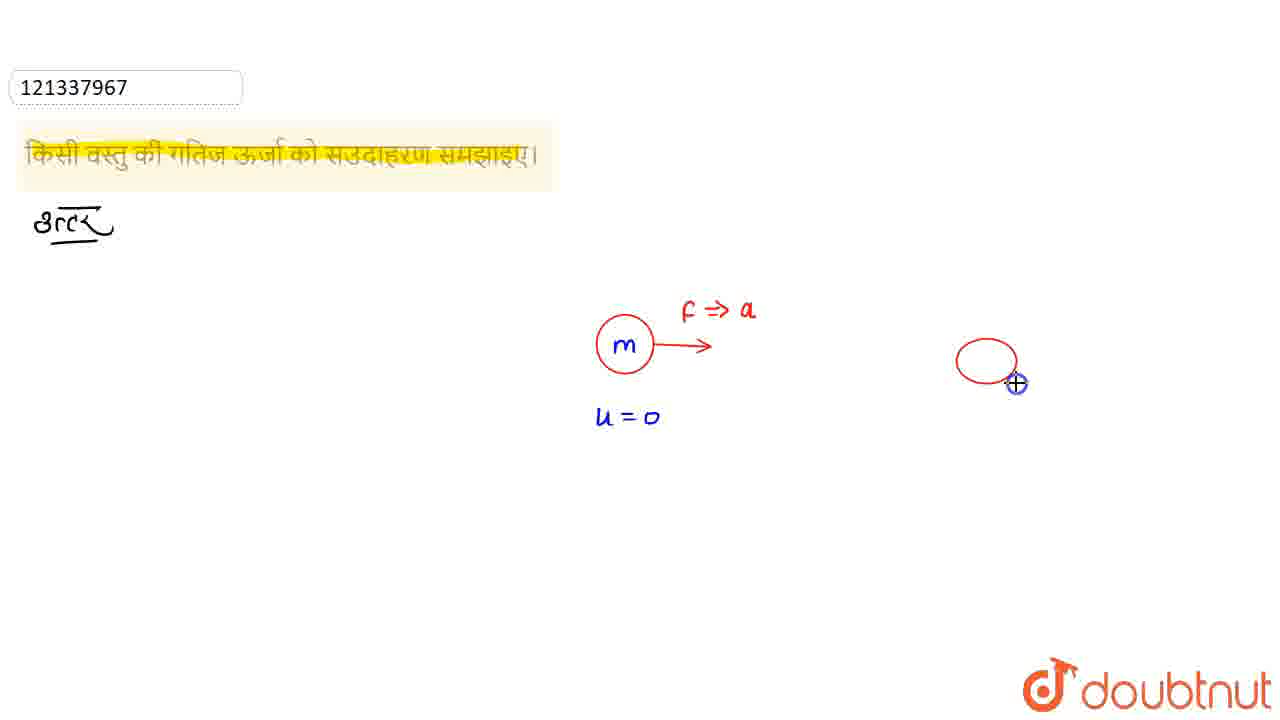 121337967
किसी वस्तु की गतिज ऊर्जा को सउदाहरण समझाइए।
उत्तर
F ⇒ a
m
u = 0
doubtnut